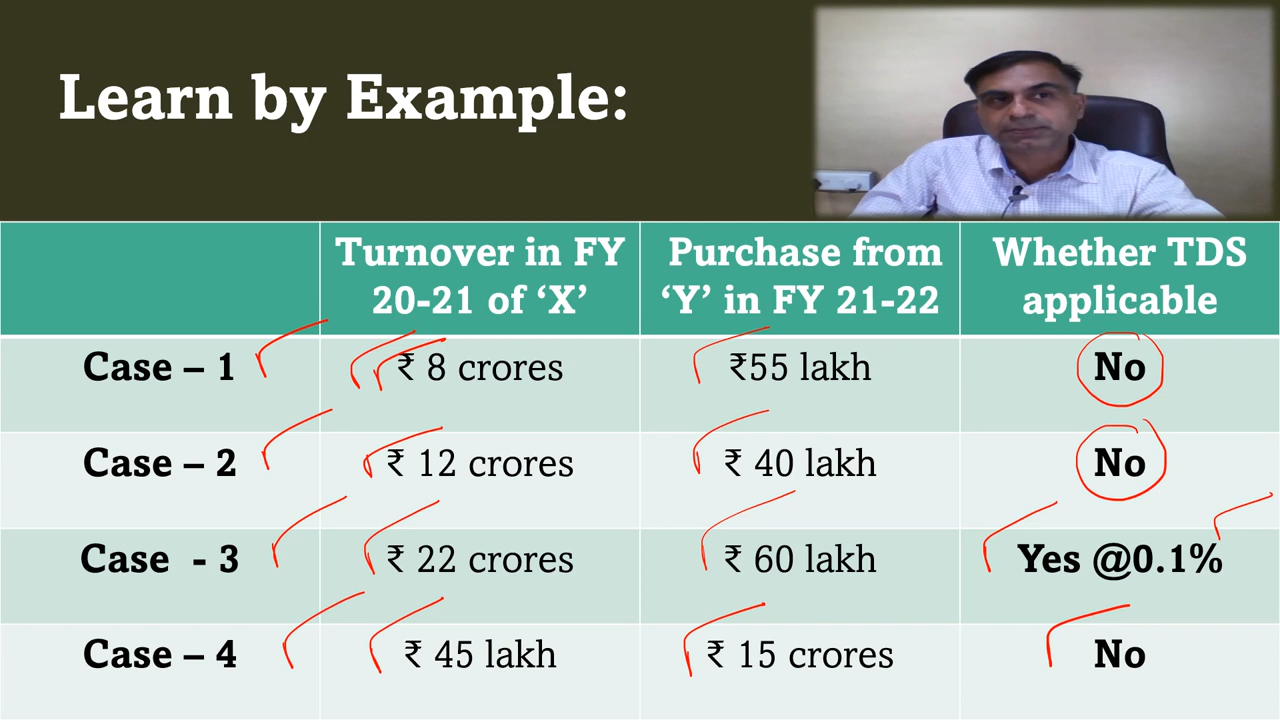 Learn by Example:
Turnover in FY
20-21 of ‘X’
Purchase from
‘Y’ in FY 21-22
Whether TDS
applicable
Case – 1
₹ 8 crores
₹55 lakh
No
Case – 2
₹ 12 crores
₹ 40 lakh
No
Case - 3
₹ 22 crores
₹ 60 lakh
Yes @0.1%
Case – 4
₹ 45 lakh
₹ 15 crores
No